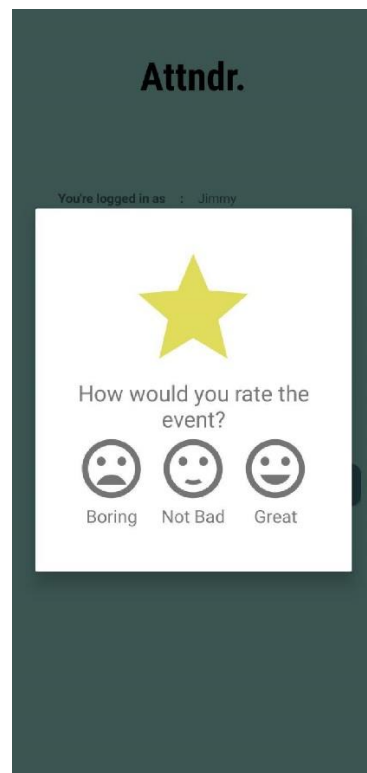 Attndr.
You're logged in as : Jimmy
How would you rate the
event?
Boring Not Bad Great